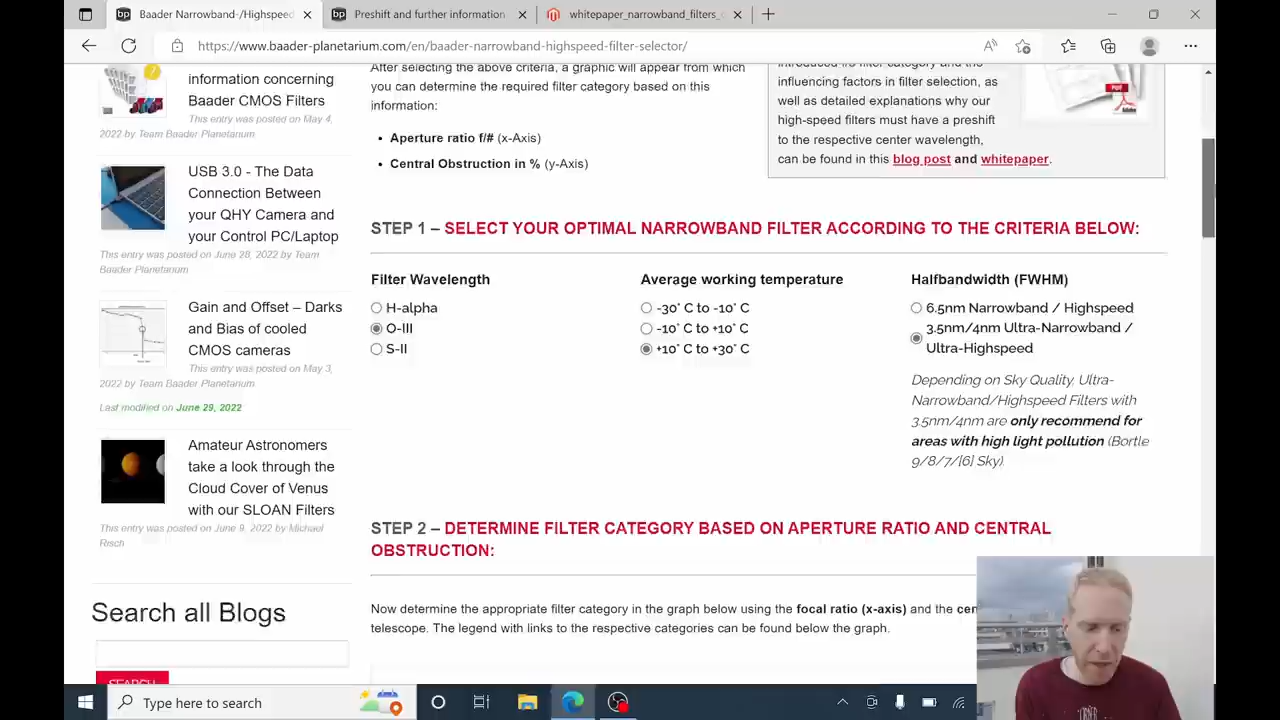 Baader Narrowband-/Highspeed
Preshift and further information
whitepaper_narrowband_filters_
https://www.baader-planetarium.com/en/baader-narrowband-highspeed-filter-selector/
information concerning
Baader CMOS Filters
This entry was posted on May 4,
2022 by Team Baader Planetarium
USB 3.0 - The Data
Connection Between
your QHY Camera and
your Control PC/Laptop
This entry was posted on June 28, 2022 by Team
Baader Planetarium
Gain and Offset – Darks
and Bias of cooled
CMOS cameras
This entry was posted on May 3,
2022 by Team Baader Planetarium
Last modified on June 29, 2022
Amateur Astronomers
take a look through the
Cloud Cover of Venus
with our SLOAN Filters
This entry was posted on June 9, 2022 by Michael
Risch
Search all Blogs
SEARCH
After selecting the above criteria, a graphic will appear from which
you can determine the required filter category based on this
information:
• Aperture ratio f/# (x-Axis)
• Central Obstruction in % (y-Axis)
introduced f/3 filter category and the
influencing factors in filter selection, as
well as detailed explanations why our
high-speed filters must have a preshift
to the respective center wavelength,
can be found in this blog post and whitepaper.
PDF
STEP 1 – SELECT YOUR OPTIMAL NARROWBAND FILTER ACCORDING TO THE CRITERIA BELOW:
Filter Wavelength
H-alpha
O-III
S-II
Average working temperature
-30° C to -10° C
-10° C to +10° C
+10° C to +30° C
Halfbandwidth (FWHM)
6.5nm Narrowband / Highspeed
3.5nm/4nm Ultra-Narrowband /
Ultra-Highspeed
Depending on Sky Quality, Ultra-
Narrowband/Highspeed Filters with
3.5nm/4nm are only recommend for
areas with high light pollution (Bortle
9/8/7/[6] Sky).
STEP 2 – DETERMINE FILTER CATEGORY BASED ON APERTURE RATIO AND CENTRAL
OBSTRUCTION:
Now determine the appropriate filter category in the graph below using the focal ratio (x-axis) and the cen
telescope. The legend with links to the respective categories can be found below the graph.
Type here to search